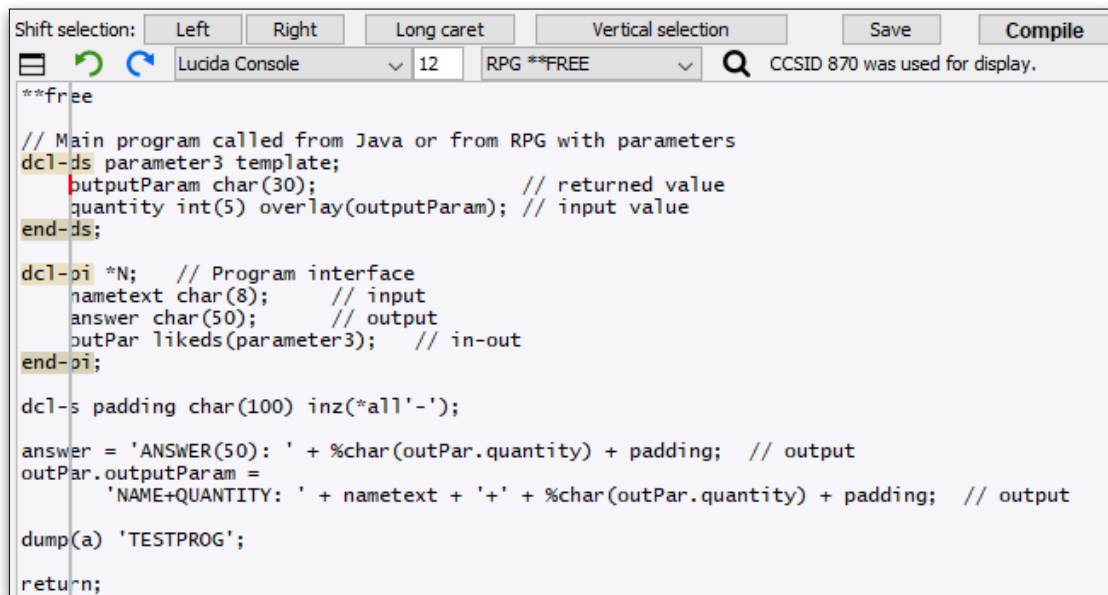 Shift selection: Left Right Long caret Vertical selection Save Compile
Lucida Console 12 RPG **FREE CCSID 870 was used for display.
**free

// Main program called from Java or from RPG with parameters
dcl-ds parameter3 template;
    outputParam char(30);                // returned value
    quantity int(5) overlay(outputParam); // input value
end-ds;

dcl-pi *N;   // Program interface
    nametext char(8);     // input
    answer char(50);      // output
    outPar likeds(parameter3);   // in-out
end-pi;

dcl-s padding char(100) inz(*all'-');

answer = 'ANSWER(50): ' + %char(outPar.quantity) + padding;  // output
outPar.outputParam =
       'NAME+QUANTITY: ' + nametext + '+' + %char(outPar.quantity) + padding;  // output

dump(a) 'TESTPROG';

return;